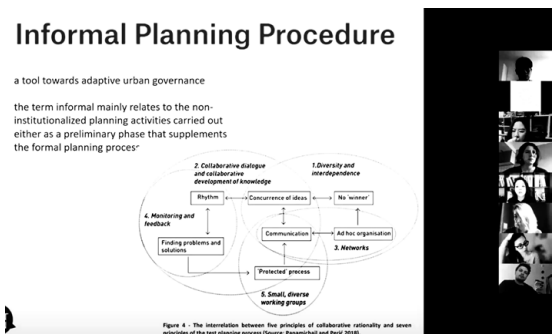 Informal Planning Procedure
a tool towards adaptive urban governance
the term informal mainly relates to the non-
institutionalized planning activities carried out
either as a preliminary phase that supplements
the formal planning process
2. Collaborative dialogue
and collaborative
development of knowledge
1.Diversity and
interdependence
Rhythm
Concurrence of ideas
No 'winner'
4. Monitoring and
feedback
Communication
Ad hoc organisation
3. Networks
Finding problems and
solutions
'Protected' process
5. Small, diverse
working groups
Figure 4 - The interrelation between five principles of collaborative rationality and seven
principles of the test planning process (Source: Papamichail and Perić 2018)